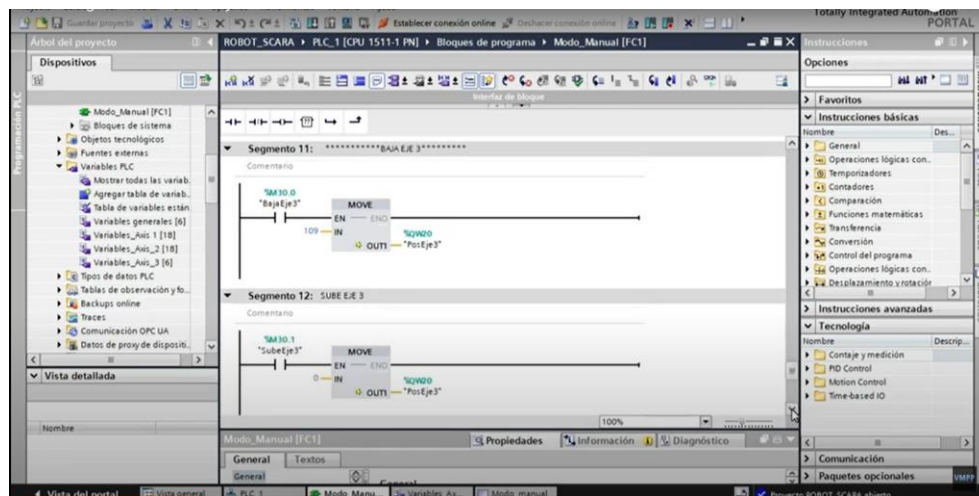 Totally Integrated Automation
PORTAL
Guardar proyecto
Establecer conexión online
Deshacer conexión online
Árbol del proyecto
ROBOT_SCARA
PLC_1 [CPU 1511-1 PN]
Bloques de programa
Modo_Manual [FC1]
Instrucciones
Dispositivos
Opciones
Programación PLC
Interfaz de bloque
Modo_Manual [FC1]
Bloques de sistema
Objetos tecnológicos
Fuentes externas
Variables PLC
Mostrar todas las variab.
Agregar tabla de variab..
Tabla de variables están.
Variables generales [6]
Variables_Axis 1 [18]
Variables_Axis_2 [18]
Variables_Axis_3 [6]
Tipos de datos PLC
Tablas de observación y fo...
Backups online
Traces
Comunicación OPC UA
Datos de proxy de dispositi..
Vista detallada
Nombre
Segmento 11: ***********BAJA EJE 3*********
Comentario
%M30.0
"BajaEje3"
MOVE
EN
ENO
109
IN
%QW20
OUT1
"PosEje3"
Segmento 12: SUBE EJE 3
Comentario
%M30.1
"SubeEje3"
MOVE
EN
ENO
0
IN
%QW20
OUT1
"PosEje3"
100%
Modo_Manual [FC1]
Propiedades
Información
Diagnóstico
General
Textos
General
General
Favoritos
Instrucciones básicas
Nombre
Des...
General
Operaciones lógicas con..
Temporizadores
Contadores
Comparación
Funciones matemáticas
Transferencia
Conversión
Control del programa
Operaciones lógicas con..
Desplazamiento y rotación
Instrucciones avanzadas
Tecnología
Nombre
Descrip...
Contaje y medición
PID Control
Motion Control
Time-based IO
Comunicación
Paquetes opcionales
Vista del portal
Vista general
PLC_1
Modo_Manu...
Variables_Ax...
Modo_manual
Proyecto ROBOT_SCARA abierto